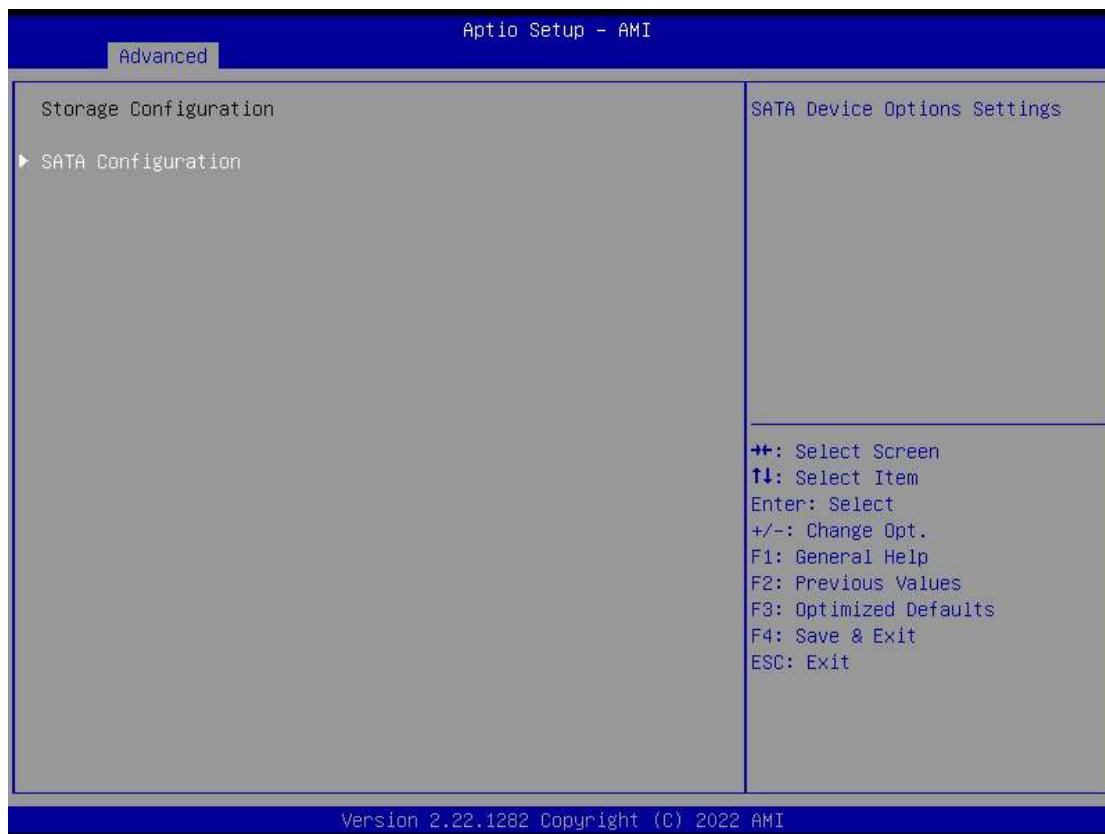 Aptio Setup – AMI
Advanced
Storage Configuration
▶ SATA Configuration
SATA Device Options Settings
→←: Select Screen
↑↓: Select Item
Enter: Select
+/-: Change Opt.
F1: General Help
F2: Previous Values
F3: Optimized Defaults
F4: Save & Exit
ESC: Exit
Version 2.22.1282 Copyright (C) 2022 AMI